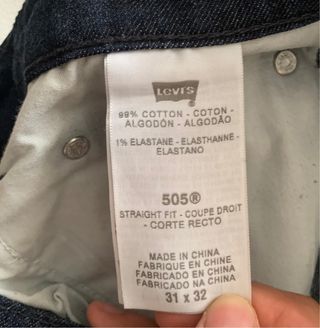 Levi's
99% COTTON - COTON -
ALGODÓN - ALGODÃO
1% ELASTANE - ELASTHANNE -
ELASTANO
505®
STRAIGHT FIT - COUPE DROIT
- CORTE RECTO
MADE IN CHINA
FABRIQUE EN CHINE
FABRICADO EN CHINA
FABRICADO NA CHINA
31 x 32